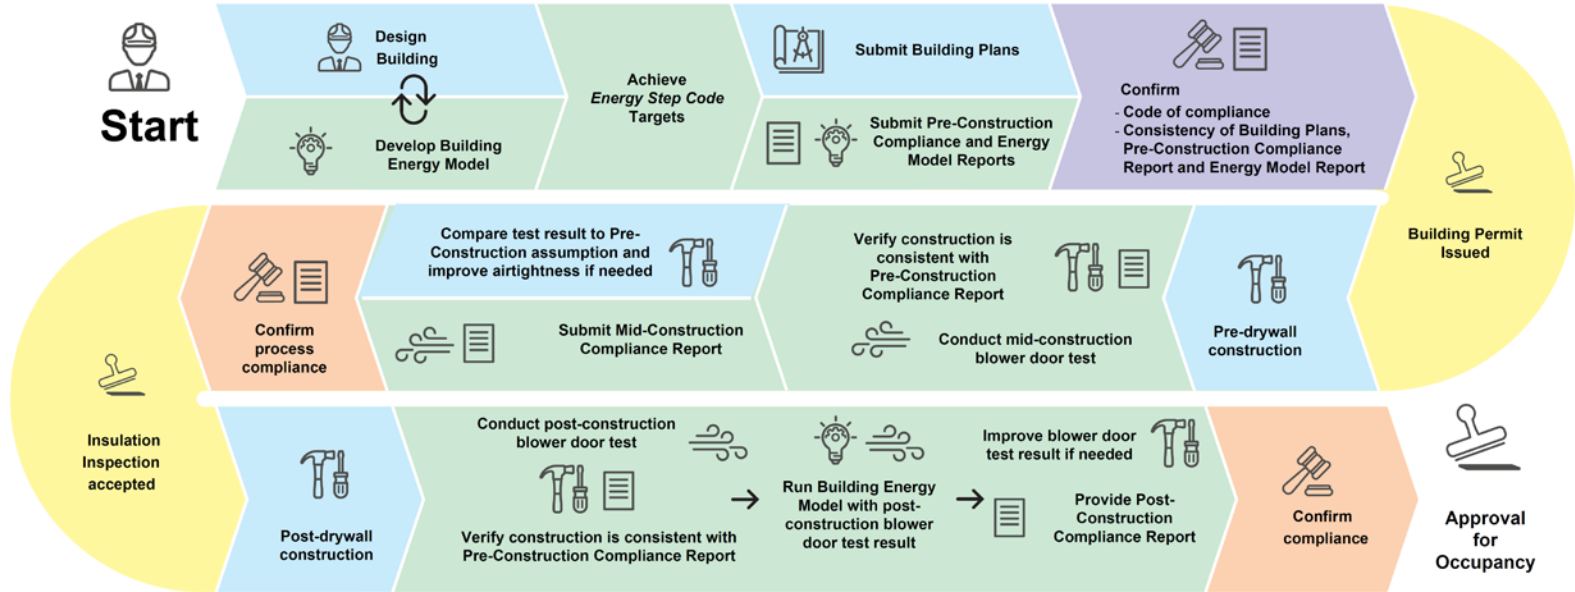 Start
Design
Building
Develop Building
Energy Model
Achieve
Energy Step Code
Targets
Submit Building Plans
Submit Pre-Construction
Compliance and Energy
Model Reports
Confirm
- Code of compliance
- Consistency of Building Plans,
Pre-Construction Compliance
Report and Energy Model Report
Building Permit
Issued
Pre-drywall
construction
Verify construction is
consistent with
Pre-Construction
Compliance Report
Conduct mid-construction
blower door test
Compare test result to Pre-
Construction assumption and
improve airtightness if needed
Submit Mid-Construction
Compliance Report
Confirm
process
compliance
Insulation
Inspection
accepted
Post-drywall
construction
Conduct post-construction
blower door test
Verify construction is consistent with
Pre-Construction Compliance Report
Run Building Energy
Model with post-
construction blower
door test result
Improve blower door
test result if needed
Provide Post-
Construction
Compliance Report
Confirm
compliance
Approval
for
Occupancy